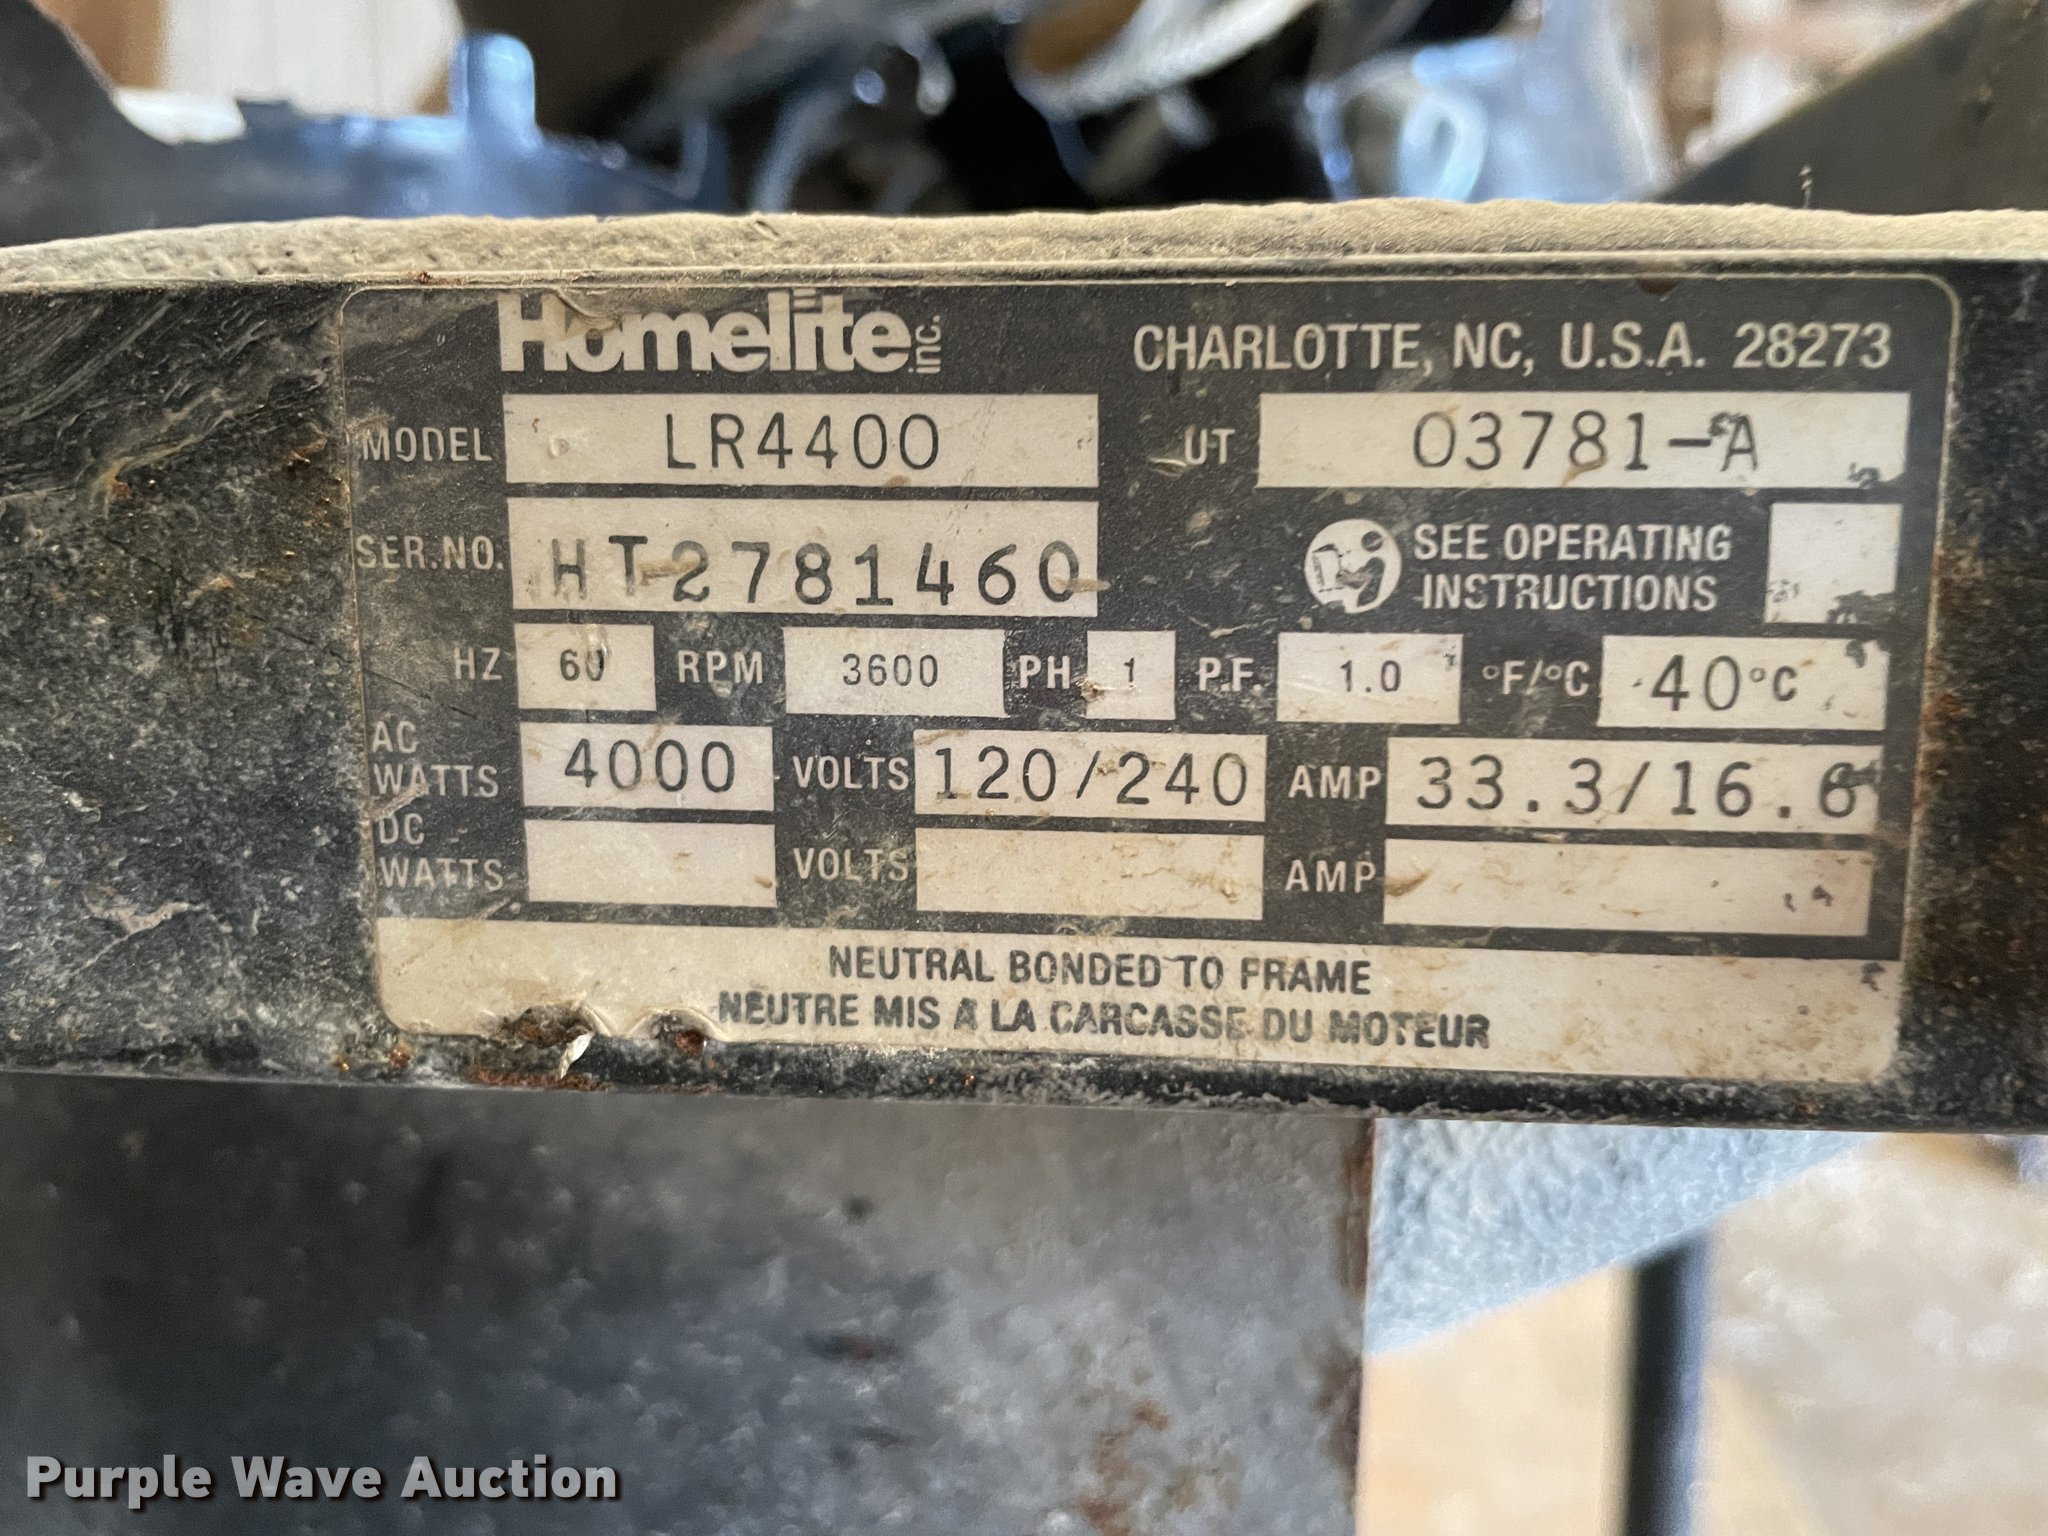 Homelite inc. CHARLOTTE, NC, U.S.A. 28273
MODEL LR4400 UT 03781-A
SER.NO. HT2781460 SEE OPERATING
INSTRUCTIONS
HZ 60 RPM 3600 PH 1 P.F. 1.0 °F/°C 40°C
AC
WATTS 4000 VOLTS 120/240 AMP 33.3/16.6
DC
WATTS VOLTS AMP
NEUTRAL BONDED TO FRAME
NEUTRE MIS A LA CARCASSE DU MOTEUR
Purple Wave Auction